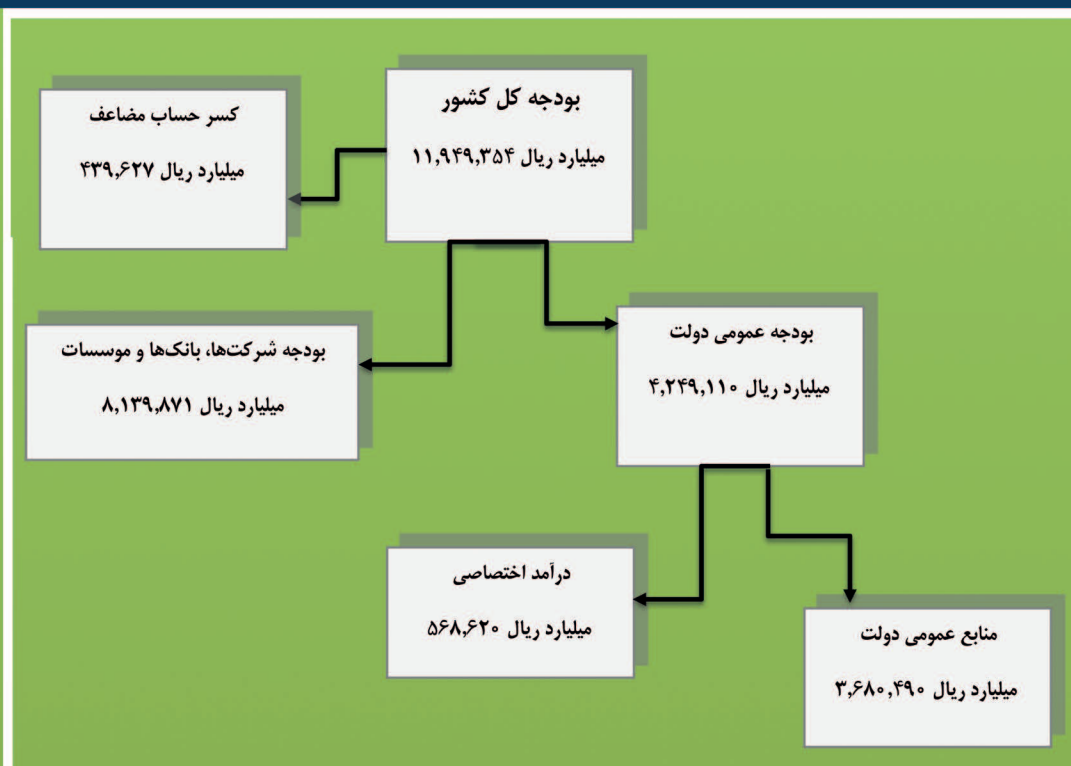 بودجه کل کشور
۱۱,۹۴۹,۳۵۴ میلیارد ریال
کسر حساب مضاعف
۴۳۹,۶۲۷ میلیارد ریال
بودجه عمومی دولت
۴,۲۴۹,۱۱۰ میلیارد ریال
بودجه شرکت‌ها، بانک‌ها و موسسات
۸,۱۳۹,۸۷۱ میلیارد ریال
درآمد اختصاصی
۵۶۸,۶۲۰ میلیارد ریال
منابع عمومی دولت
۳,۶۸۰,۴۹۰ میلیارد ریال